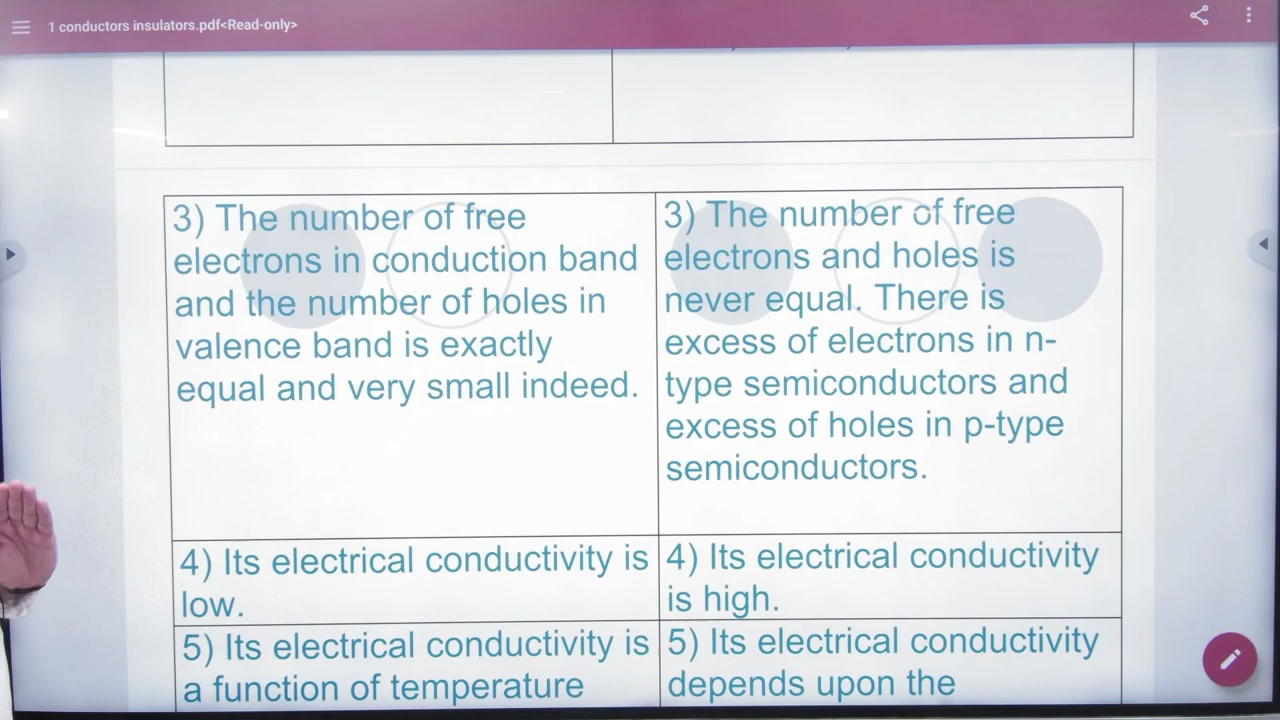 1 conductors insulators.pdf<Read-only>
3) The number of free
electrons in conduction band
and the number of holes in
valence band is exactly
equal and very small indeed.
3) The number of free
electrons and holes is
never equal. There is
excess of electrons in n-
type semiconductors and
excess of holes in p-type
semiconductors.
4) Its electrical conductivity is
low.
4) Its electrical conductivity
is high.
5) Its electrical conductivity is
a function of temperature
5) Its electrical conductivity
depends upon the